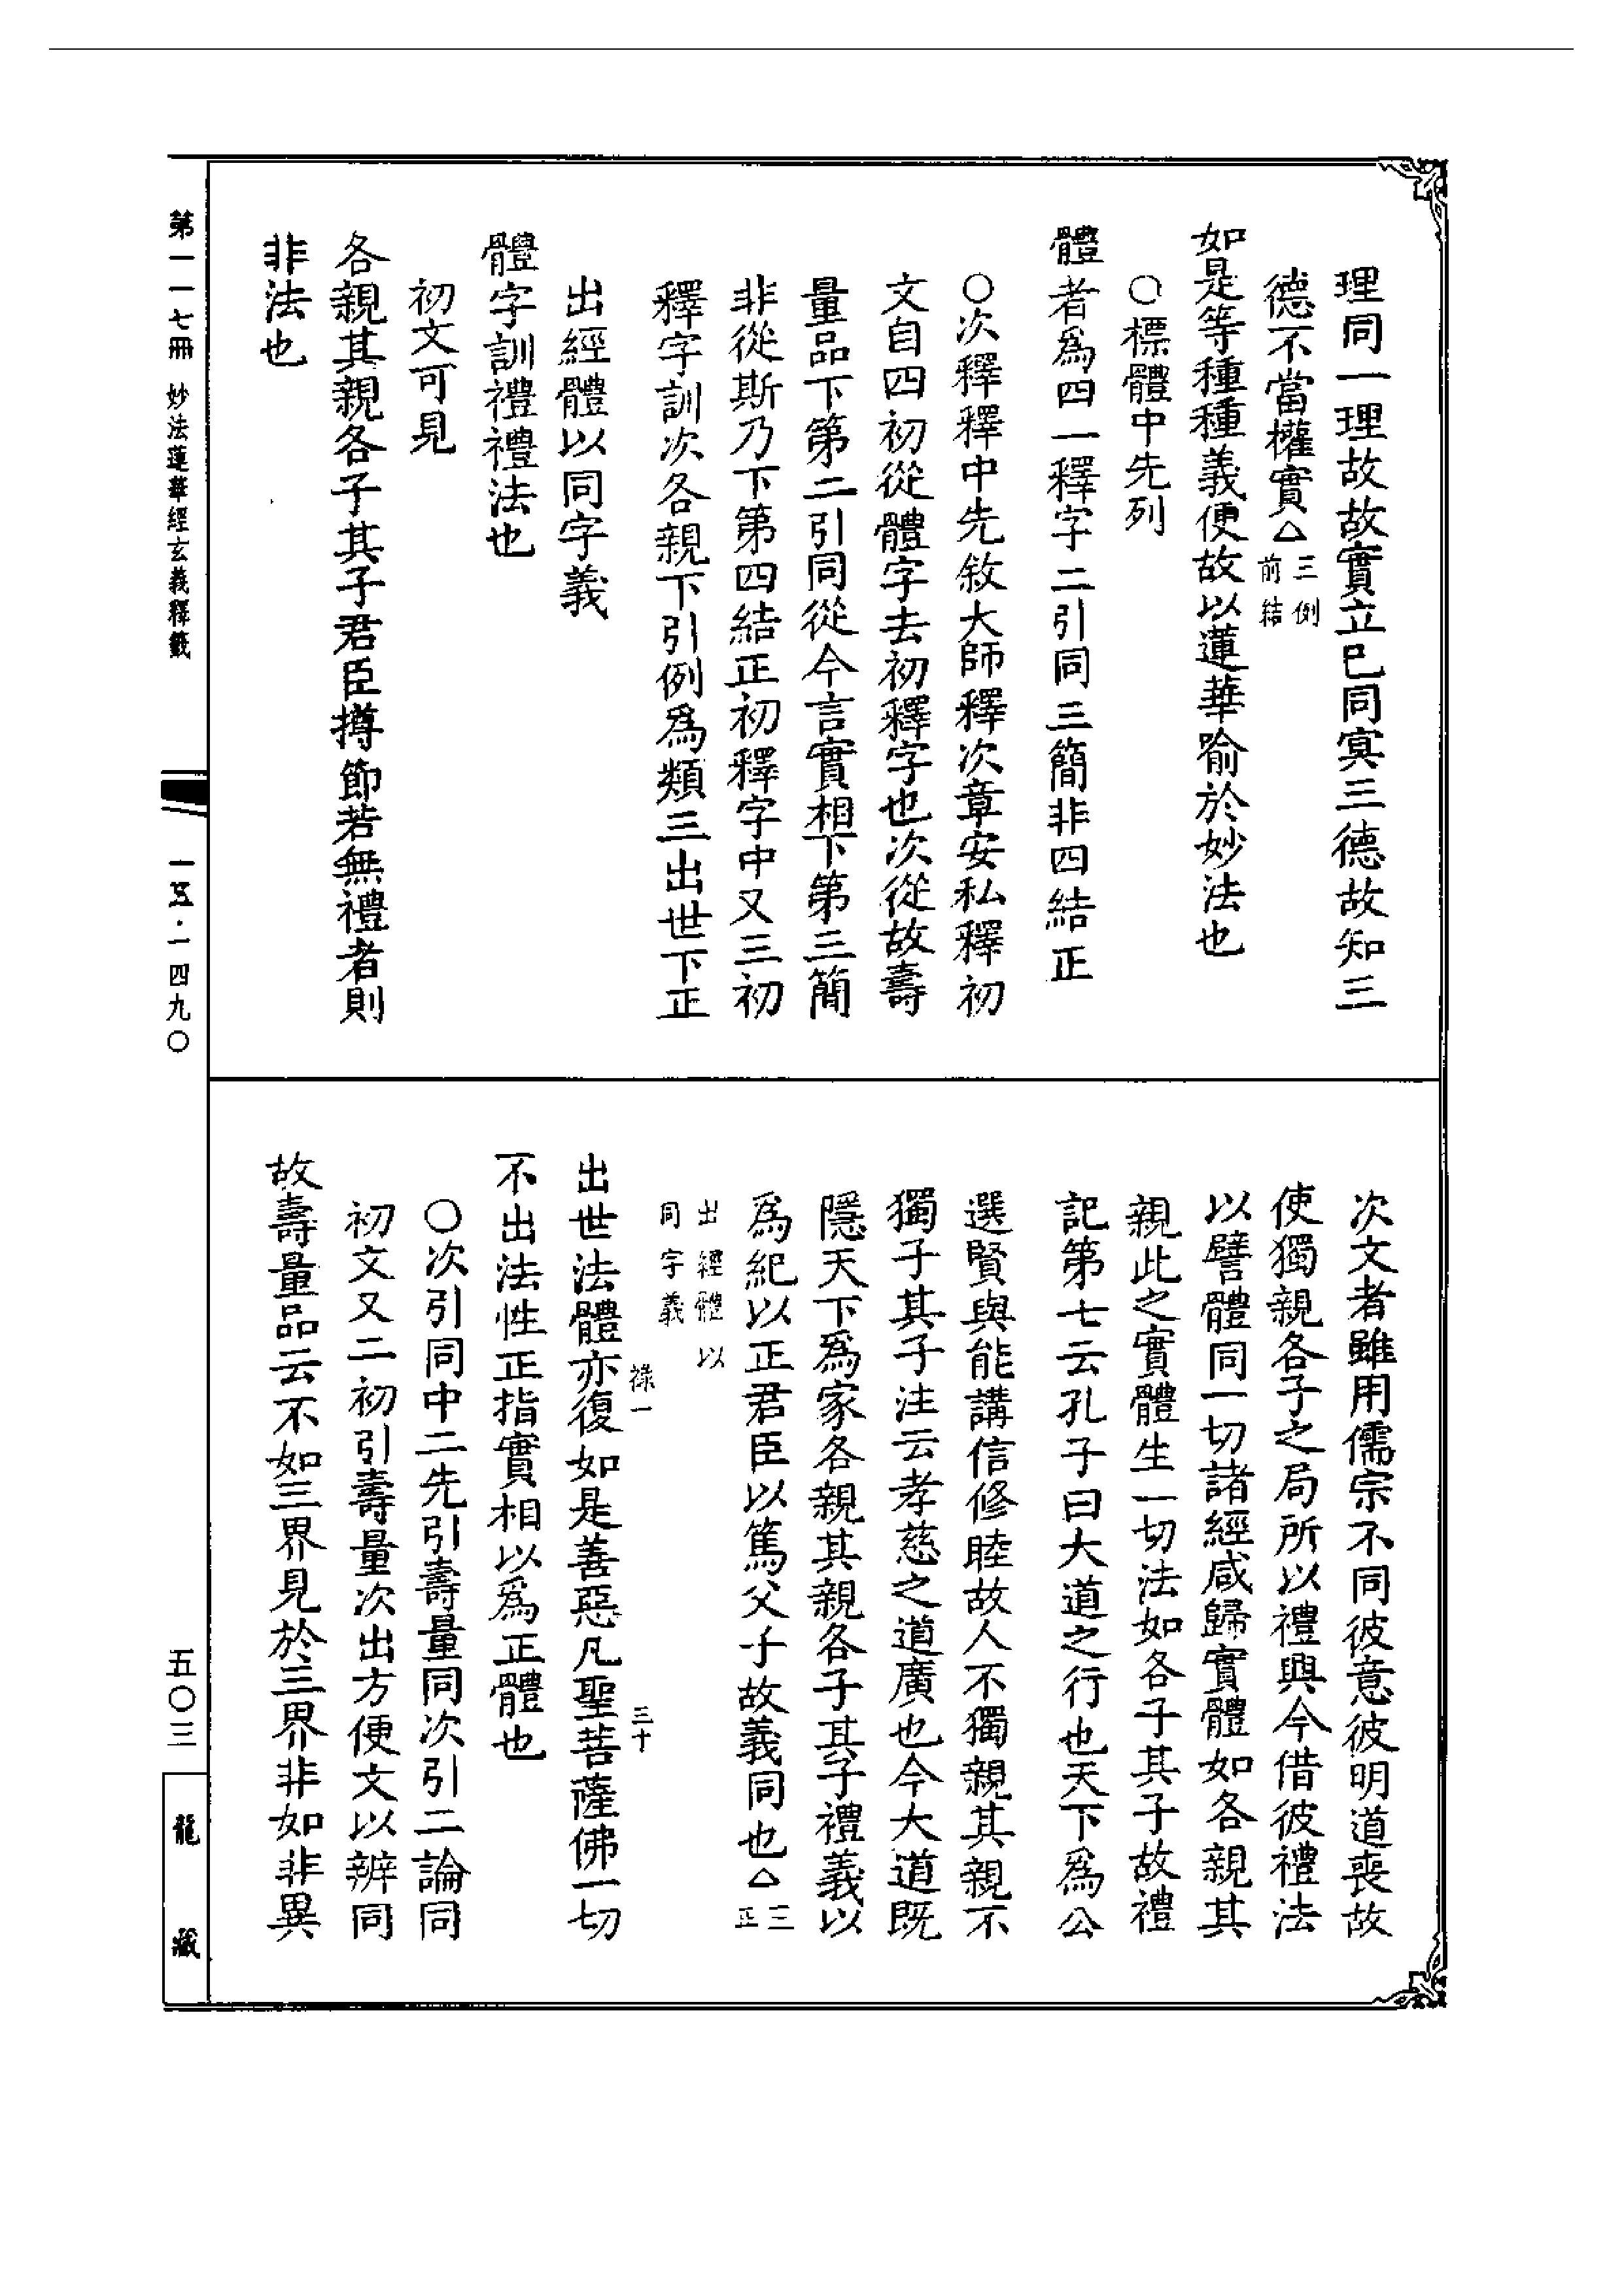 理同一理故故實立已同寞三德故知三
德不當權實△三例
前結
如是等種種義便故以蓮華喻於妙法也
○標體中先列
體者為四一釋字二引同三簡非四結正
○次釋釋中先敘大師釋次章安私釋初
文自四初從體字去初釋字也次從故壽
量品下第二引同從今言實相下第三簡
非從斯乃下第四結正初釋字中又三初
釋字訓次各親下引例為類三出世下正
出經體以同字義
體字訓禮禮法也
初文可見
各親其親各子其子君臣撙節若無禮者則
非法也
次文者雖用儒宗不同彼意彼明道喪故
使獨親各子之局所以禮興今借彼禮法
以譬體同一切諸經咸歸實體如各親其
親此之實體生一切法如各子其子故禮
記第七云孔子曰大道之行也天下為公
選賢與能講信修睦故人不獨親其親不
獨子其子注云孝慈之道廣也今大道既
隱天下為家各親其親各子其子禮義以
為紀以正君臣以篤父子故義同也△三
正
出經體以
同字義
祿一
三十
出世法體亦復如是善惡凡聖菩薩佛一切
不出法性正指實相以為正體也
○次引同中二先引壽量同次引二論同
初文又二初引壽量次出方便文以辨同
故壽量品云不如三界見於三界非如非異
第一一七冊 妙法蓮華經玄義釋籤
一五·一四九〇
五〇三
龍藏